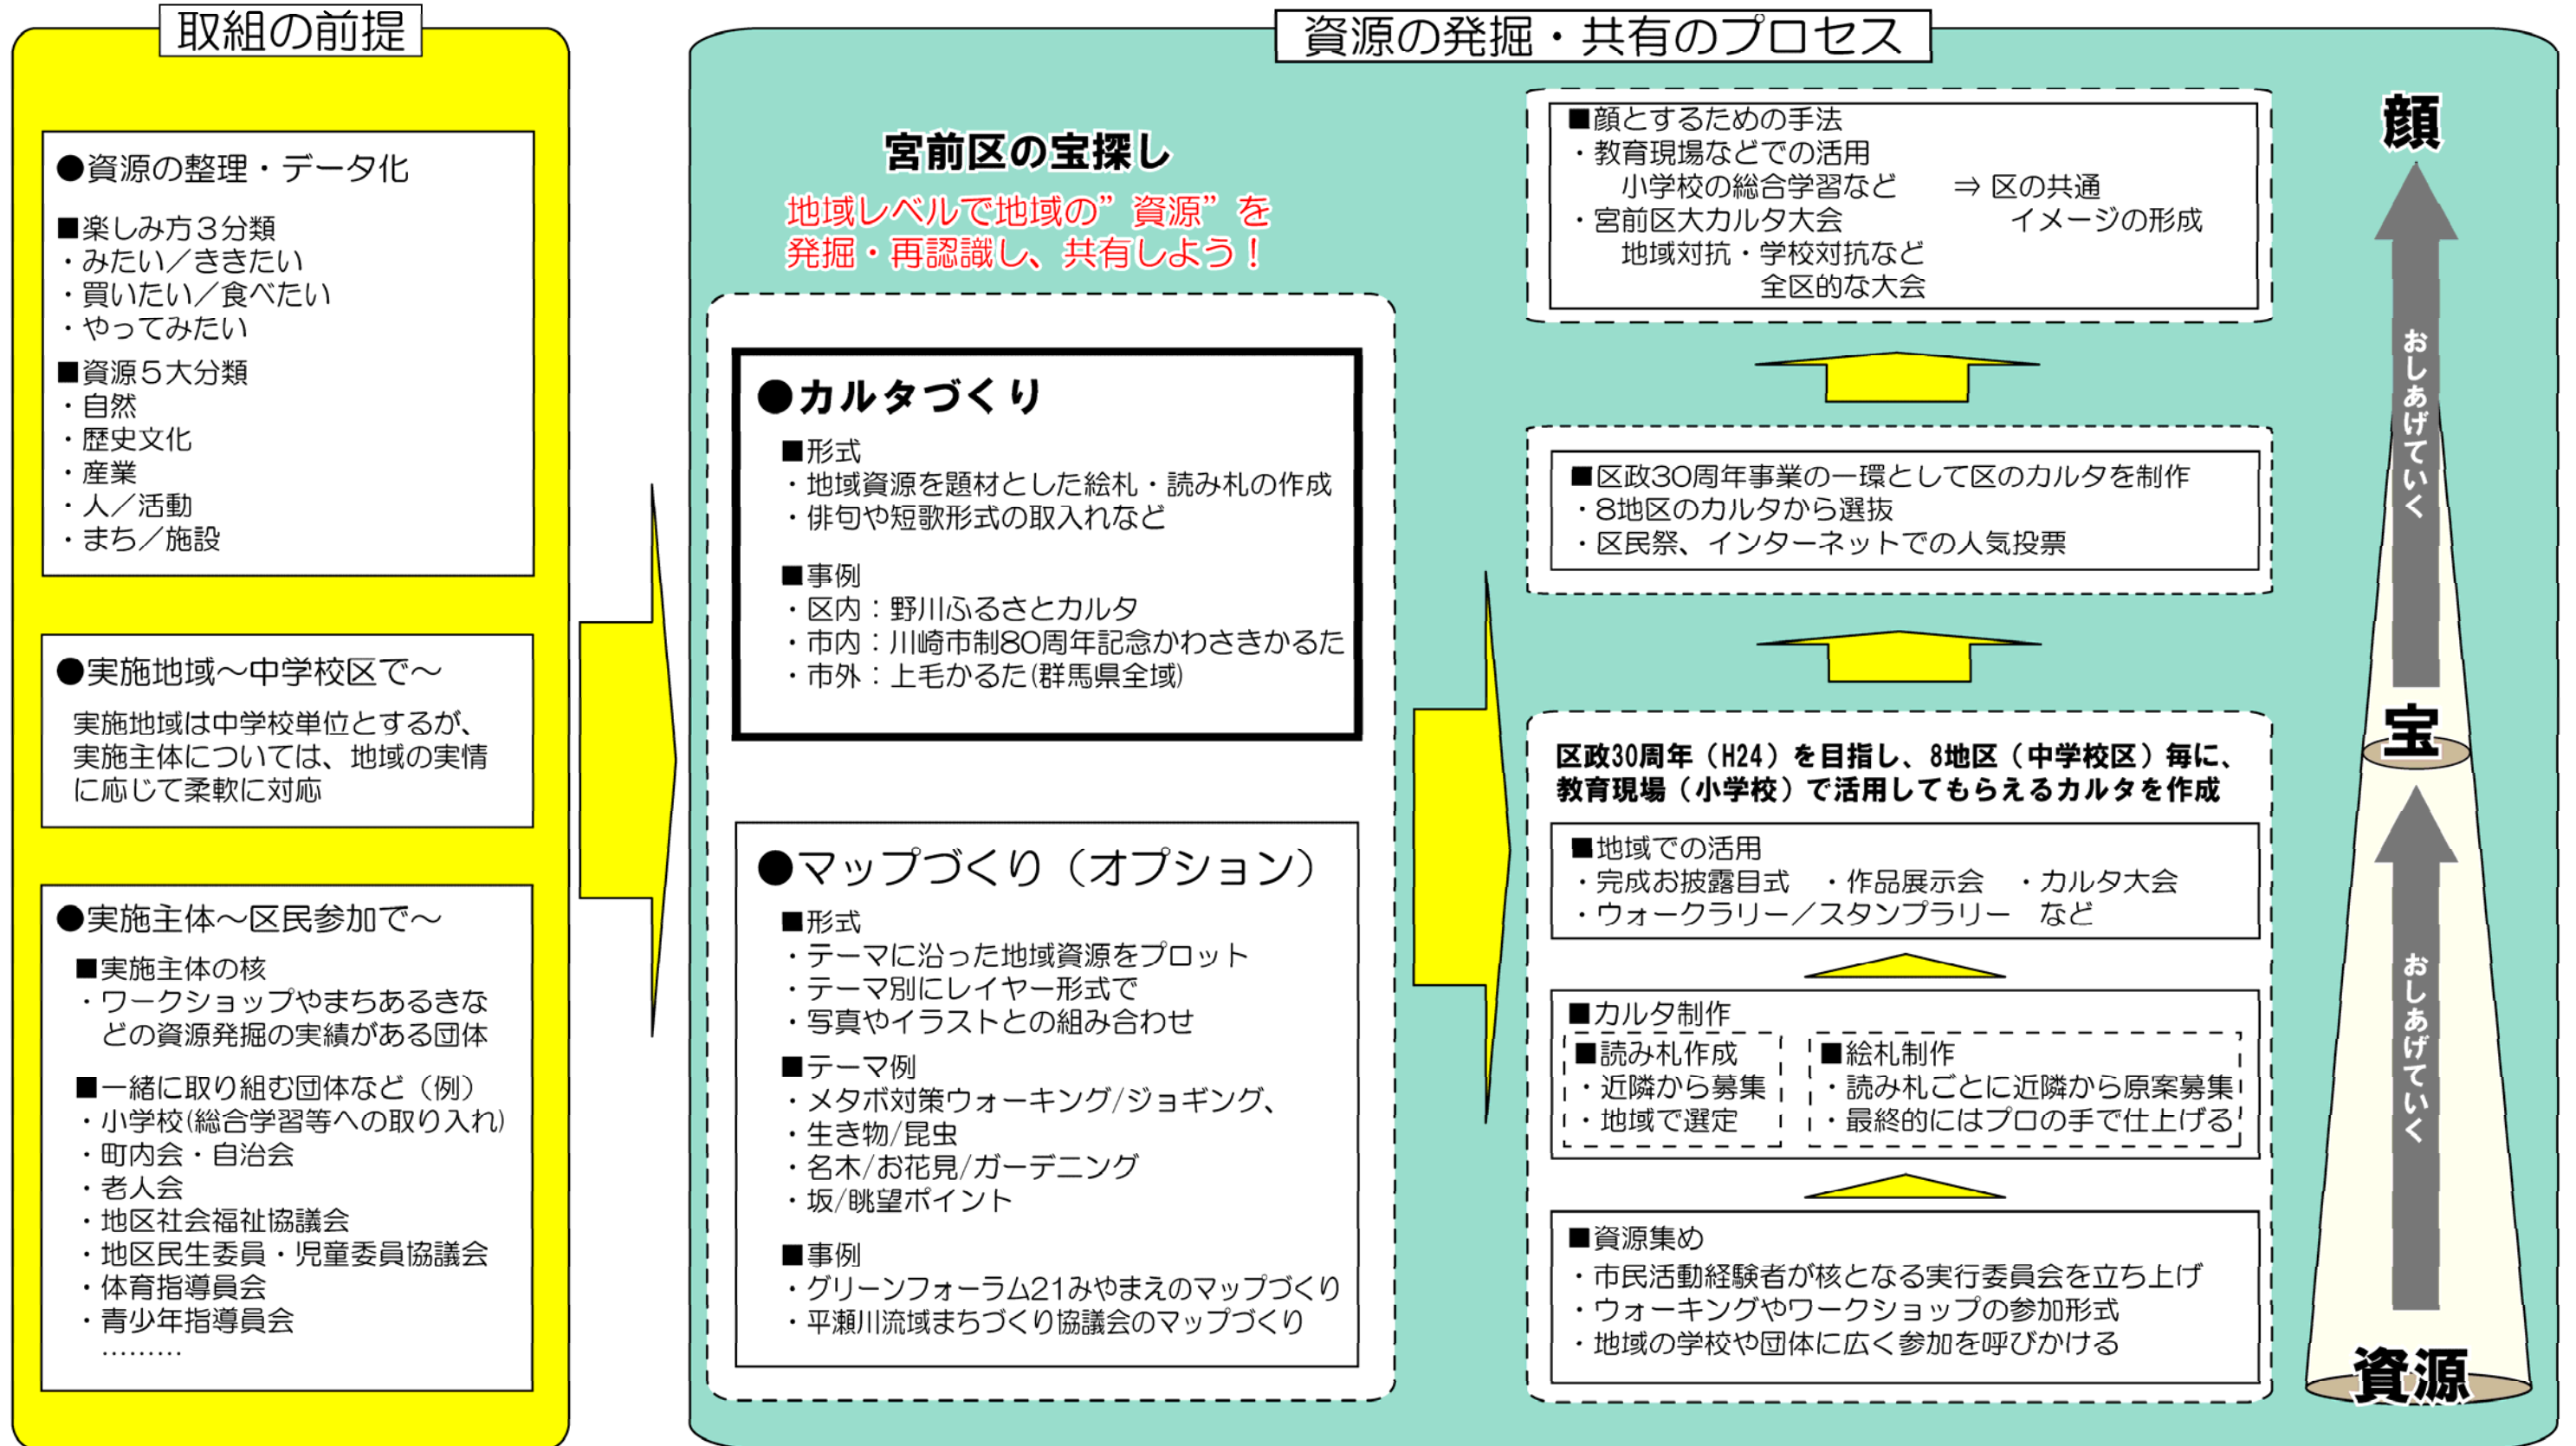 取組の前提
●資源の整理・データ化
■楽しみ方3分類
・みたい／ききたい
・買いたい／食べたい
・やってみたい
■資源5大分類
・自然
・歴史文化
・産業
・人／活動
・まち／施設
●実施地域～中学校区で～
実施地域は中学校単位とするが、
実施主体については、地域の実情
に応じて柔軟に対応
●実施主体～区民参加で～
■実施主体の核
・ワークショップやまちあるきな
どの資源発掘の実績がある団体
■一緒に取り組む団体など（例）
・小学校(総合学習等への取り入れ)
・町内会・自治会
・老人会
・地区社会福祉協議会
・地区民生委員・児童委員協議会
・体育指導員会
・青少年指導員会
………
資源の発掘・共有のプロセス
宮前区の宝探し
地域レベルで地域の”資源”を
発掘・再認識し、共有しよう！
●カルタづくり
■形式
・地域資源を題材とした絵札・読み札の作成
・俳句や短歌形式の取入れなど
■事例
・区内：野川ふるさとカルタ
・市内：川崎市制80周年記念かわさきかるた
・市外：上毛かるた(群馬県全域)
●マップづくり（オプション）
■形式
・テーマに沿った地域資源をプロット
・テーマ別にレイヤー形式で
・写真やイラストとの組み合わせ
■テーマ例
・メタボ対策ウォーキング/ジョギング、
・生き物/昆虫
・名木/お花見/ガーデニング
・坂/眺望ポイント
■事例
・グリーンフォーラム21みやまえのマップづくり
・平瀬川流域まちづくり協議会のマップづくり
■顔とするための手法
・教育現場などでの活用
小学校の総合学習など　⇒ 区の共通
・宮前区大カルタ大会　イメージの形成
地域対抗・学校対抗など
全区的な大会
■区政30周年事業の一環として区のカルタを制作
・8地区のカルタから選抜
・区民祭、インターネットでの人気投票
区政30周年（H24）を目指し、8地区（中学校区）毎に、
教育現場（小学校）で活用してもらえるカルタを作成
■地域での活用
・完成お披露目式　・作品展示会　・カルタ大会
・ウォークラリー／スタンプラリー　など
■カルタ制作
■読み札作成
・近隣から募集
・地域で選定
■絵札制作
・読み札ごとに近隣から原案募集
・最終的にはプロの手で仕上げる
■資源集め
・市民活動経験者が核となる実行委員会を立ち上げ
・ウォーキングやワークショップの参加形式
・地域の学校や団体に広く参加を呼びかける
顔
おしあげていく
宝
おしあげていく
資源